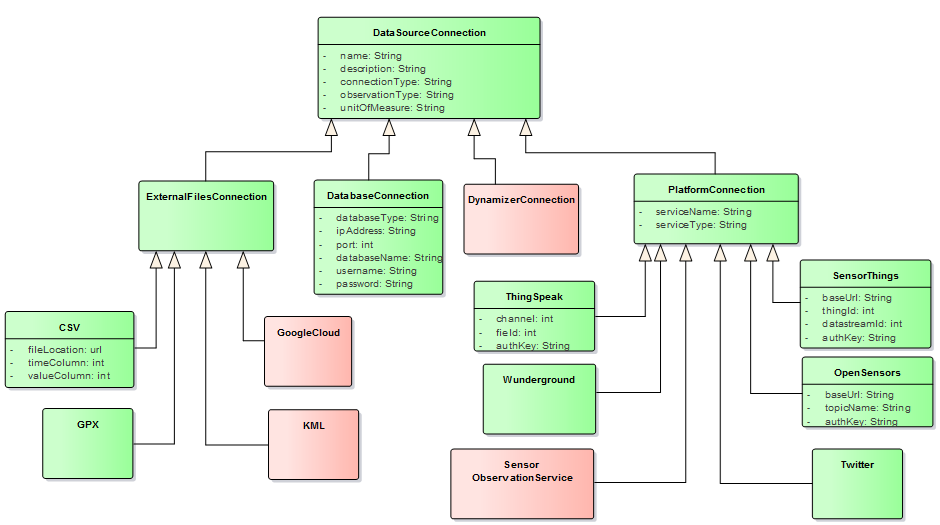 DataSourceConnection
- name: String
- description: String
- connectionType: String
- observationType: String
- unitOfMeasure: String
ExternalFilesConnection
DatabaseConnection
- databaseType: String
- ipAddress: String
- port: int
- databaseName: String
- username: String
- password: String
DynamizerConnection
PlatformConnection
- serviceName: String
- serviceType: String
CSV
- fileLocation: url
- timeColumn: int
- valueColumn: int
GoogleCloud
GPX
KML
ThingSpeak
- channel: int
- field: int
- authKey: String
Wunderground
Sensor
ObservationService
SensorThings
- baseUrl: String
- thingId: int
- datastreamId: int
- authKey: String
OpenSensors
- baseUrl: String
- topicName: String
- authKey: String
Twitter